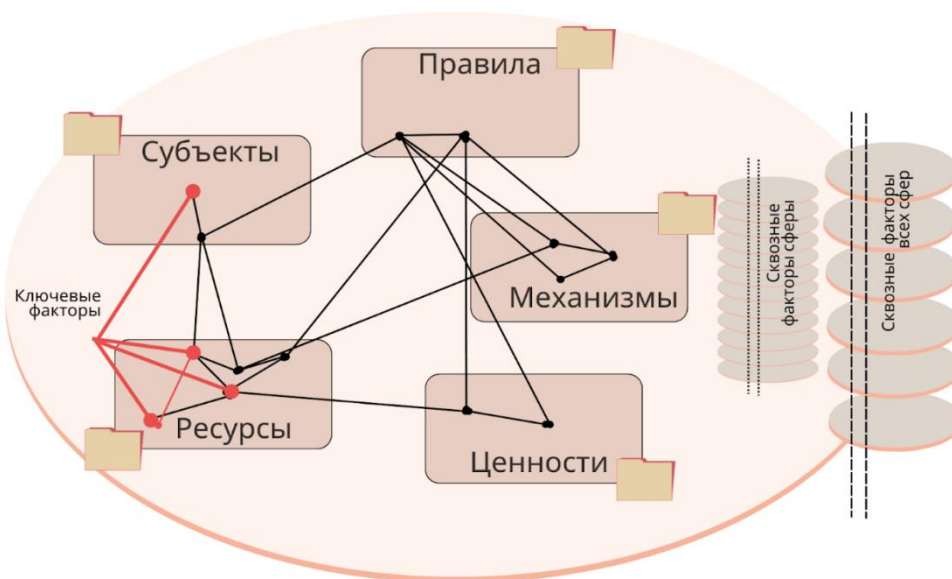 Правила
Субъекты
Механизмы
Ключевые
факторы
Ресурсы
Ценности
Сквозные
факторы сферы
Сквозные факторы
всех сфер